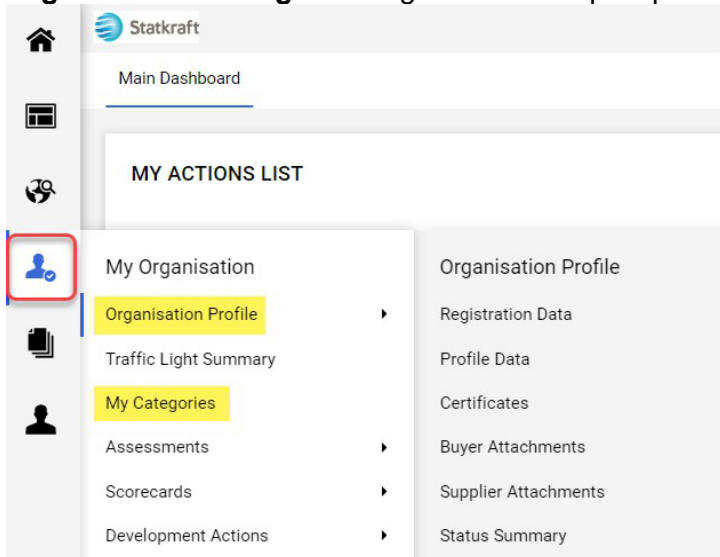 Statkraft
Main Dashboard
MY ACTIONS LIST
My Organisation
Organisation Profile
Traffic Light Summary
My Categories
Assessments
Scorecards
Development Actions
Organisation Profile
Registration Data
Profile Data
Certificates
Buyer Attachments
Supplier Attachments
Status Summary